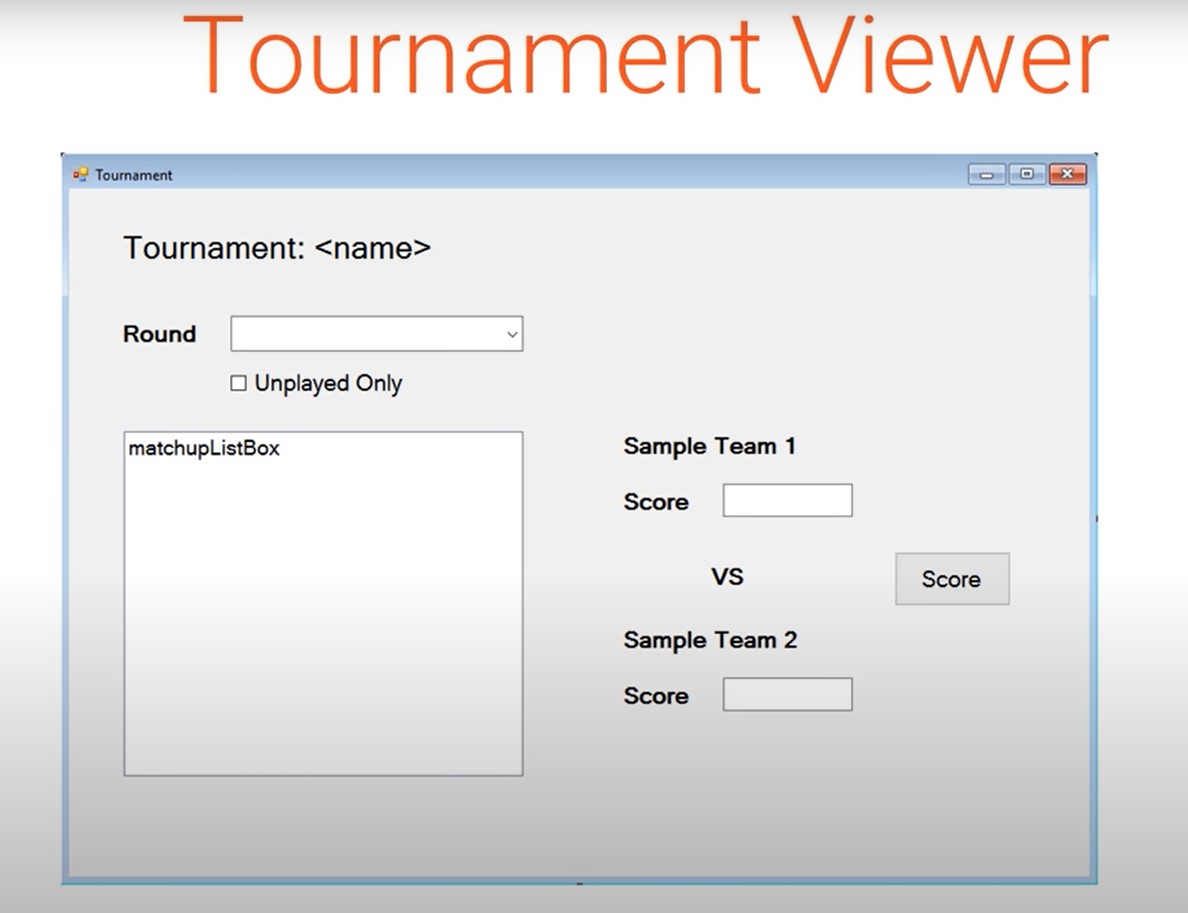 Tournament Viewer
Tournament
Tournament: <name>
Round
Unplayed Only
matchupListBox
Sample Team 1
Score
VS
Score
Sample Team 2
Score